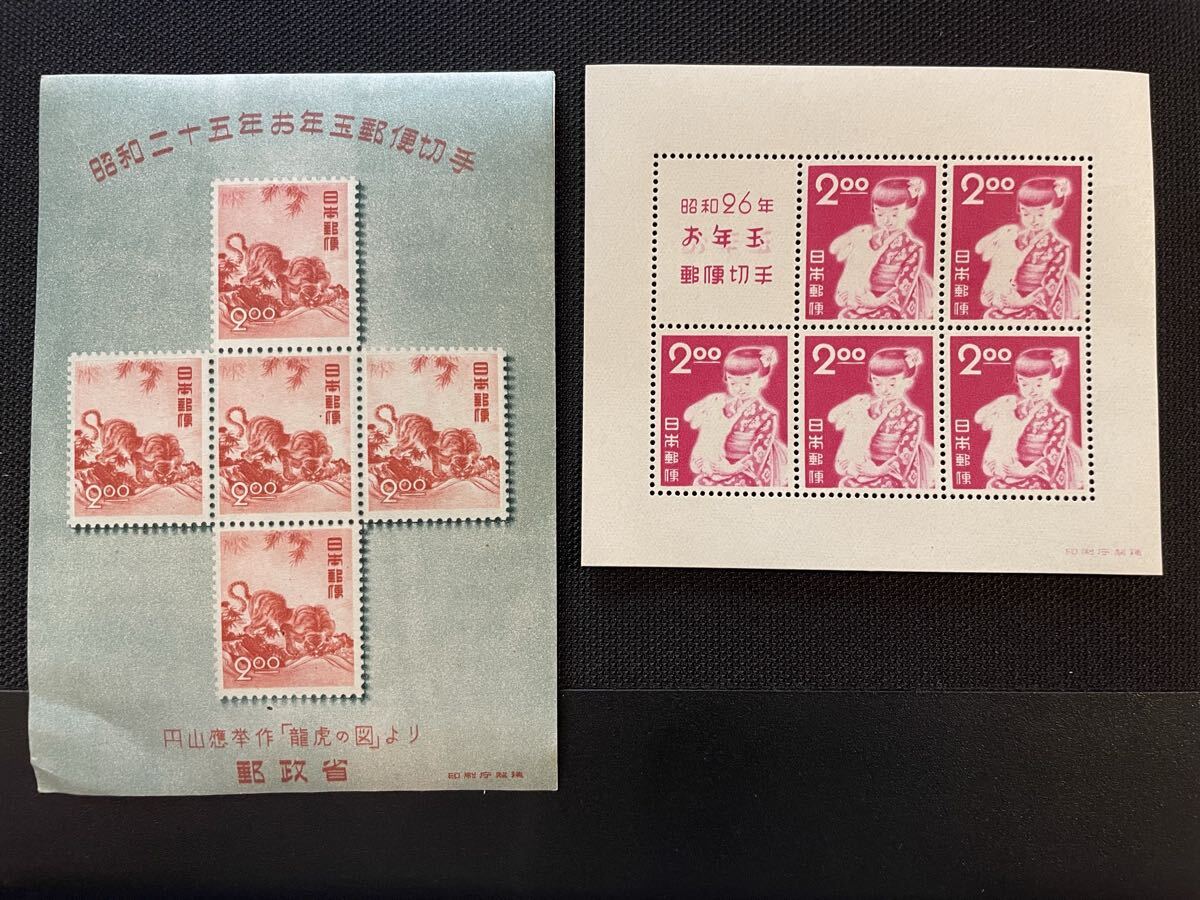 昭和二十五年お年玉郵便切手
日本郵便
2.00
日本郵便
2.00
日本郵便
2.00
日本郵便
2.00
日本郵便
2.00
円山應挙作「龍虎の図」より
郵政省
印刷庁製造
昭和26年
お年玉
郵便切手
2.00
日本郵便
2.00
日本郵便
2.00
日本郵便
2.00
日本郵便
2.00
日本郵便
印刷庁製造